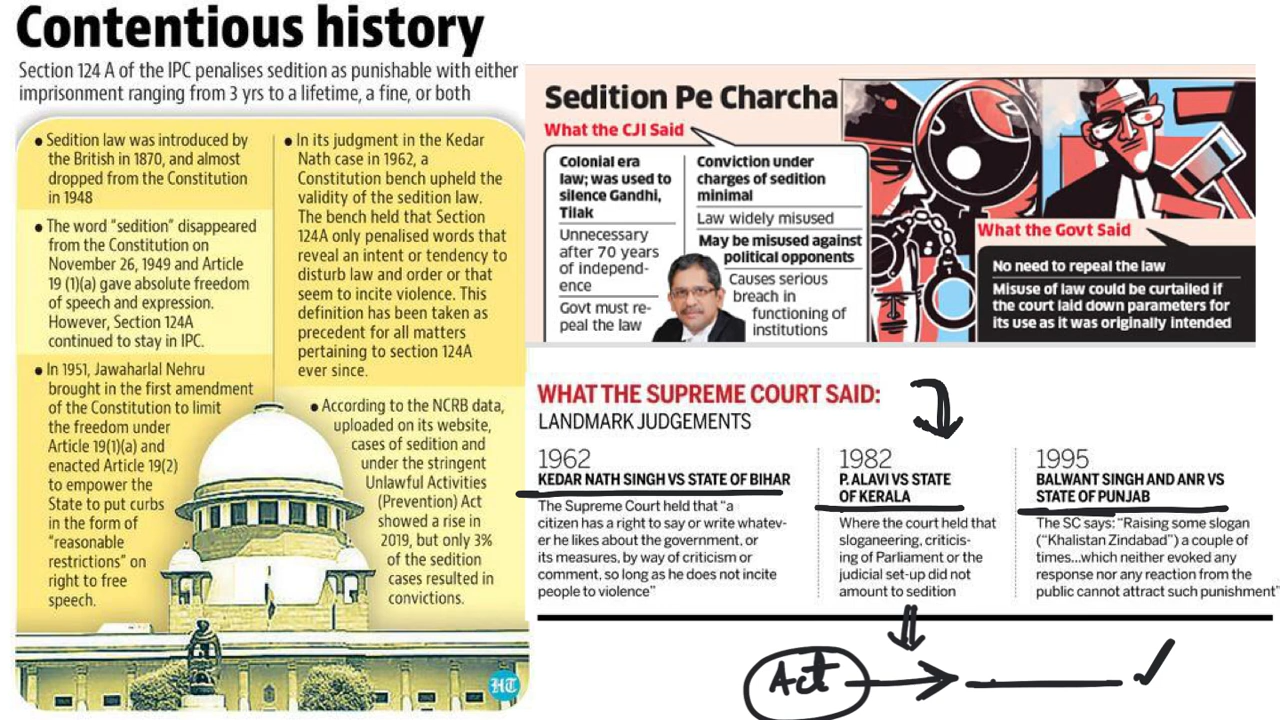 Contentious history
Section 124 A of the IPC penalises sedition as punishable with either
imprisonment ranging from 3 yrs to a lifetime, a fine, or both
• Sedition law was introduced by
the British in 1870, and almost
dropped from the Constitution
in 1948
• The word "sedition" disappeared
from the Constitution on
November 26, 1949 and Article
19 (1)(a) gave absolute freedom
of speech and expression.
However, Section 124A
continued to stay in IPC.
• In 1951, Jawaharlal Nehru
brought in the first amendment
of the Constitution to limit
the freedom under
Article 19(1)(a) and
enacted Article 19(2)
to empower the
State to put curbs
in the form of
"reasonable
restrictions" on
right to free
speech.
• In its judgment in the Kedar
Nath case in 1962, a
Constitution bench upheld the
validity of the sedition law.
The bench held that Section
124A only penalised words that
reveal an intent or tendency to
disturb law and order or that
seem to incite violence. This
definition has been taken as
precedent for all matters
pertaining to section 124A
ever since.
• According to the NCRB data,
uploaded on its website,
cases of sedition and
under the stringent
Unlawful Activities
(Prevention) Act
showed a rise in
2019, but only 3%
of the sedition
cases resulted in
convictions.
HT
Sedition Pe Charcha
What the CJI Said
Colonial era
law; was used to
silence Gandhi,
Tilak
Unnecessary
after 70 years
of independ-
ence
Govt must re-
peal the law
Conviction under
charges of sedition
minimal
Law widely misused
May be misused against
political opponents
Causes serious
breach in
functioning of
institutions
What the Govt Said
No need to repeal the law
Misuse of law could be curtailed if
the court laid down parameters for
its use as it was originally intended
WHAT THE SUPREME COURT SAID:
LANDMARK JUDGEMENTS
1962
KEDAR NATH SINGH VS STATE OF BIHAR
The Supreme Court held that "a
citizen has a right to say or write whatev-
er he likes about the government, or
its measures, by way of criticism or
comment, so long as he does not incite
people to violence"
1982
P. ALAVI VS STATE
OF KERALA
Where the court held that
sloganeering, criticis-
ing of Parliament or the
judicial set-up did not
amount to sedition
1995
BALWANT SINGH AND ANR VS
STATE OF PUNJAB
The SC says: "Raising some slogan
("Khalistan Zindabad") a couple of
times...which neither evoked any
response nor any reaction from the
public cannot attract such punishment"
Act